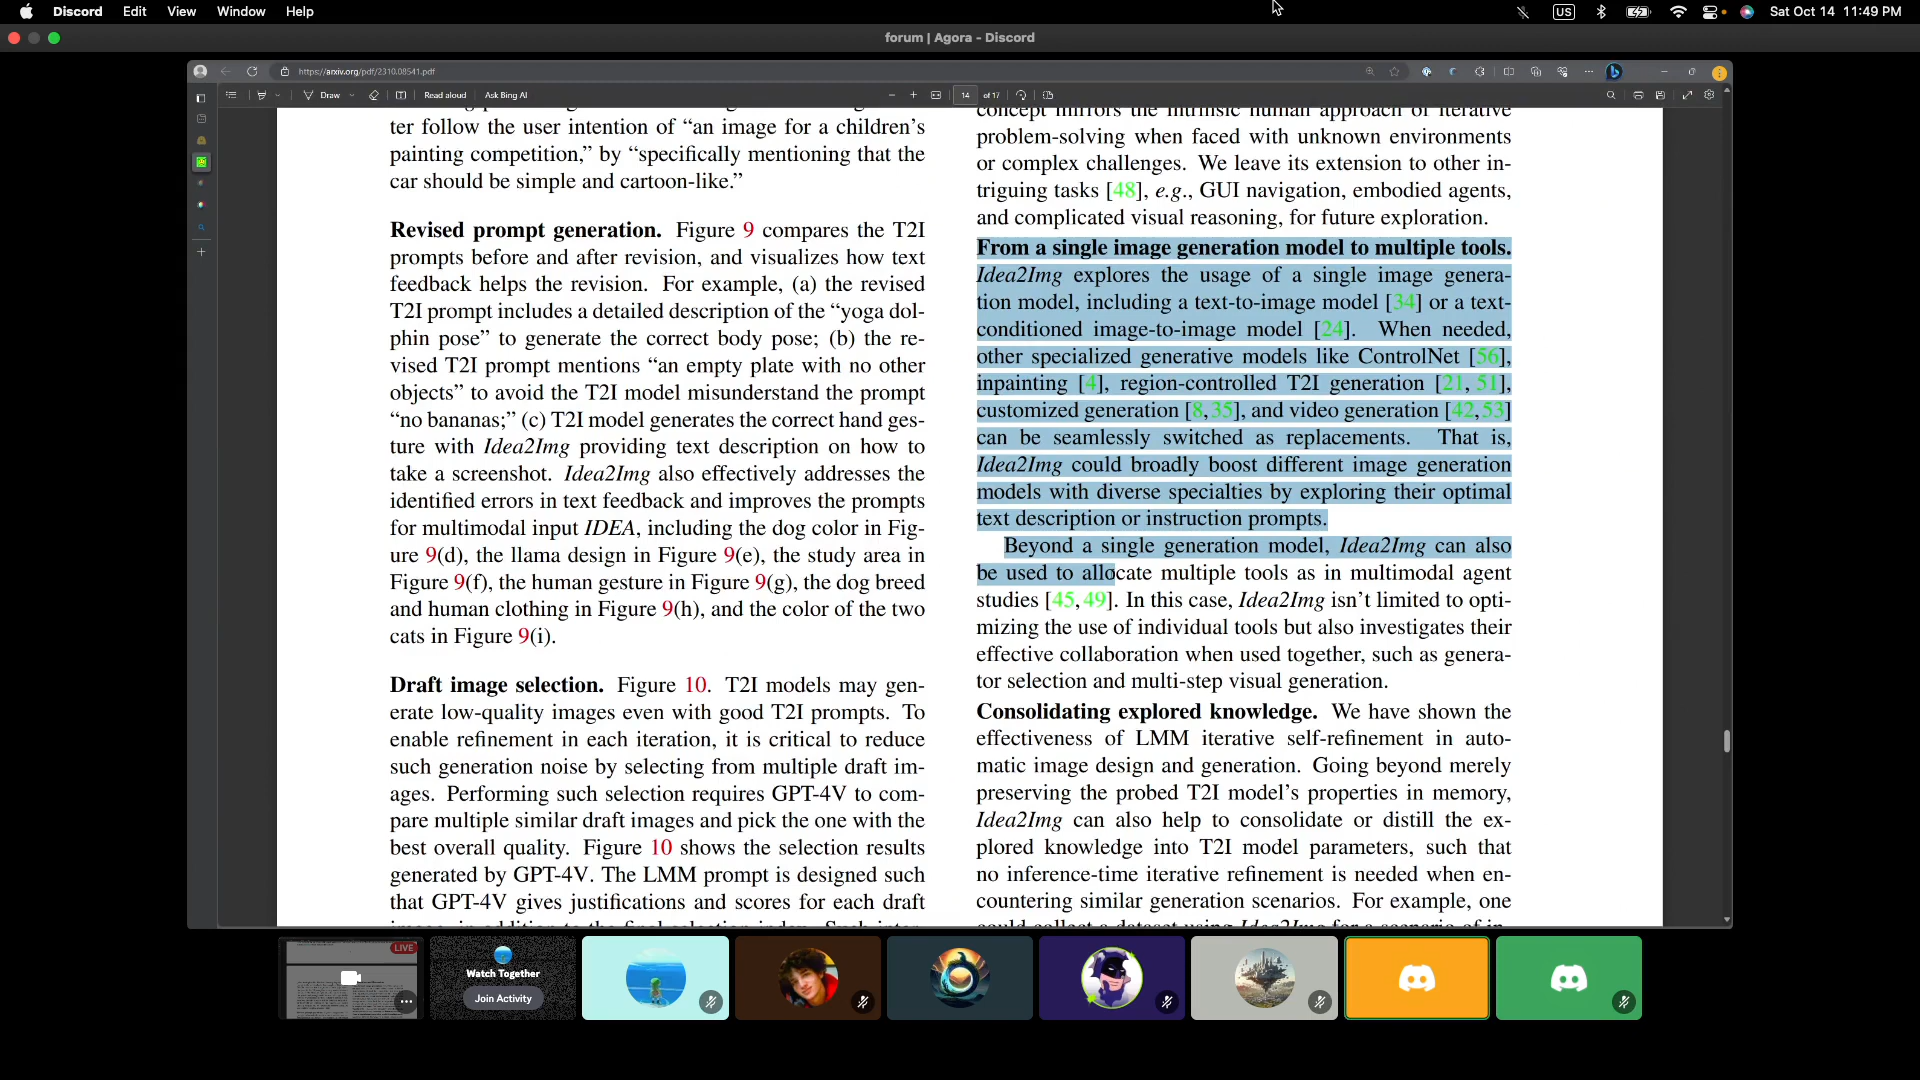 Discord Edit View Window Help
US
Sat Oct 14 11:49 PM
forum | Agora - Discord
https://arxiv.org/pdf/2310.08541.pdf
Draw
Read aloud
Ask Bing AI
14 of 17
ter follow the user intention of “an image for a children’s
painting competition,” by “specifically mentioning that the
car should be simple and cartoon-like.”
Revised prompt generation. Figure 9 compares the T2I
prompts before and after revision, and visualizes how text
feedback helps the revision. For example, (a) the revised
T2I prompt includes a detailed description of the “yoga dol-
phin pose” to generate the correct body pose; (b) the re-
vised T2I prompt mentions “an empty plate with no other
objects” to avoid the T2I model misunderstand the prompt
“no bananas;” (c) T2I model generates the correct hand ges-
ture with Idea2Img providing text description on how to
take a screenshot. Idea2Img also effectively addresses the
identified errors in text feedback and improves the prompts
for multimodal input IDEA, including the dog color in Fig-
ure 9(d), the llama design in Figure 9(e), the study area in
Figure 9(f), the human gesture in Figure 9(g), the dog breed
and human clothing in Figure 9(h), and the color of the two
cats in Figure 9(i).
Draft image selection. Figure 10. T2I models may gen-
erate low-quality images even with good T2I prompts. To
enable refinement in each iteration, it is critical to reduce
such generation noise by selecting from multiple draft im-
ages. Performing such selection requires GPT-4V to com-
pare multiple similar draft images and pick the one with the
best overall quality. Figure 10 shows the selection results
generated by GPT-4V. The LMM prompt is designed such
that GPT-4V gives justifications and scores for each draft
concept mirrors the intrinsic human approach of iterative
problem-solving when faced with unknown environments
or complex challenges. We leave its extension to other in-
triguing tasks [48], e.g., GUI navigation, embodied agents,
and complicated visual reasoning, for future exploration.
From a single image generation model to multiple tools.
Idea2Img explores the usage of a single image genera-
tion model, including a text-to-image model [34] or a text-
conditioned image-to-image model [24]. When needed,
other specialized generative models like ControlNet [56],
inpainting [4], region-controlled T2I generation [21, 51],
customized generation [8,35], and video generation [42,53]
can be seamlessly switched as replacements. That is,
Idea2Img could broadly boost different image generation
models with diverse specialties by exploring their optimal
text description or instruction prompts.
Beyond a single generation model, Idea2Img can also
be used to allocate multiple tools as in multimodal agent
studies [45,49]. In this case, Idea2Img isn’t limited to opti-
mizing the use of individual tools but also investigates their
effective collaboration when used together, such as genera-
tor selection and multi-step visual generation.
Consolidating explored knowledge. We have shown the
effectiveness of LMM iterative self-refinement in auto-
matic image design and generation. Going beyond merely
preserving the probed T2I model’s properties in memory,
Idea2Img can also help to consolidate or distill the ex-
plored knowledge into T2I model parameters, such that
no inference-time iterative refinement is needed when en-
countering similar generation scenarios. For example, one
could collect a dataset using Idea2Img for a scenario of in-
LIVE
Watch Together
Join Activity